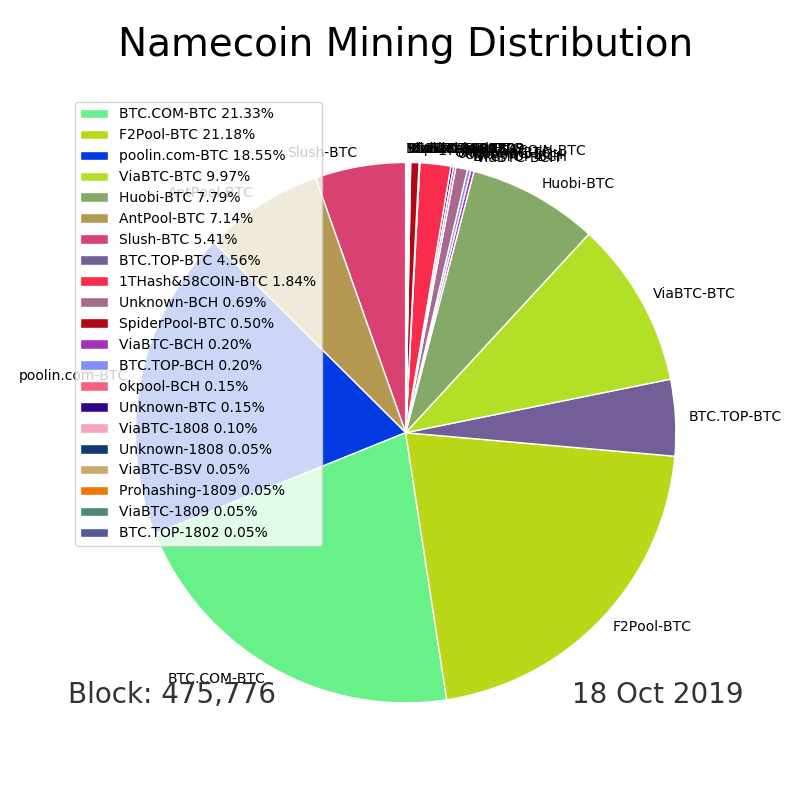 Namecoin Mining Distribution
BTC.COM-BTC 21.33%
F2Pool-BTC 21.18%
poolin.com-BTC 18.55%
ViaBTC-BTC 9.97%
Huobi-BTC 7.79%
AntPool-BTC 7.14%
Slush-BTC 5.41%
BTC.TOP-BTC 4.56%
1THash&58COIN-BTC 1.84%
Unknown-BCH 0.69%
SpiderPool-BTC 0.50%
ViaBTC-BCH 0.20%
BTC.TOP-BCH 0.20%
okpool-BCH 0.15%
Unknown-BTC 0.15%
ViaBTC-1808 0.10%
Unknown-1808 0.05%
ViaBTC-BSV 0.05%
Prohashing-1809 0.05%
ViaBTC-1809 0.05%
BTC.TOP-1802 0.05%
Slush-BTC
AntPool-BTC
poolin.com-BTC
BTC.COM-BTC
Huobi-BTC
ViaBTC-BTC
BTC.TOP-BTC
F2Pool-BTC
Block: 475,776
18 Oct 2019